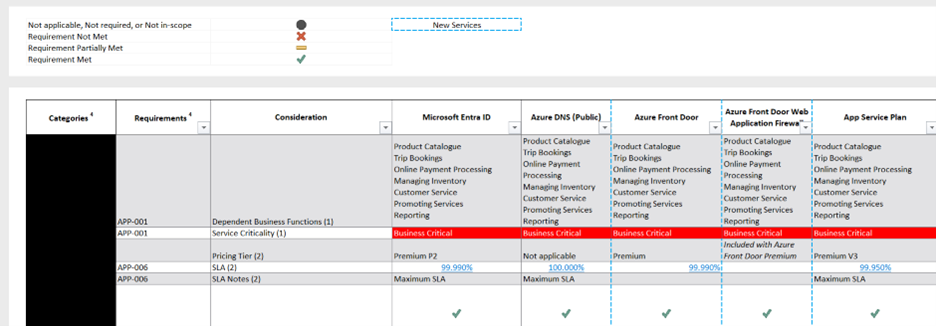 Not applicable, Not required, or Not in-scope
New Services
Requirement Not Met
Requirement Partially Met
Requirement Met
Categories 4
Requirements 4
Consideration
Microsoft Entra ID
Azure DNS (Public)
Azure Front Door
Azure Front Door Web
Application Firewa
App Service Plan
APP-001
Dependent Business Functions (1)
Product Catalogue
Trip Bookings
Online Payment Processing
Managing Inventory
Customer Service
Promoting Services
Reporting
Product Catalogue
Trip Bookings
Online Payment
Processing
Managing Inventory
Customer Service
Promoting Services
Reporting
Product Catalogue
Trip Bookings
Online Payment Processing
Managing Inventory
Customer Service
Promoting Services
Reporting
Product Catalogue
Trip Bookings
Online Payment
Processing
Managing Inventory
Customer Service
Promoting Services
Reporting
Product Catalogue
Trip Bookings
Online Payment Processing
Managing Inventory
Customer Service
Promoting Services
Reporting
APP-001
Service Criticality (1)
Business Critical
Business Critical
Business Critical
Business Critical
Business Critical
Pricing Tier (2)
Premium P2
Not applicable
Premium
Included with Azure
Front Door Premium
Premium V3
APP-006
SLA (2)
99.990%
100.000%
99.990%
99.950%
APP-006
SLA Notes (2)
Maximum SLA
Maximum SLA
Maximum SLA